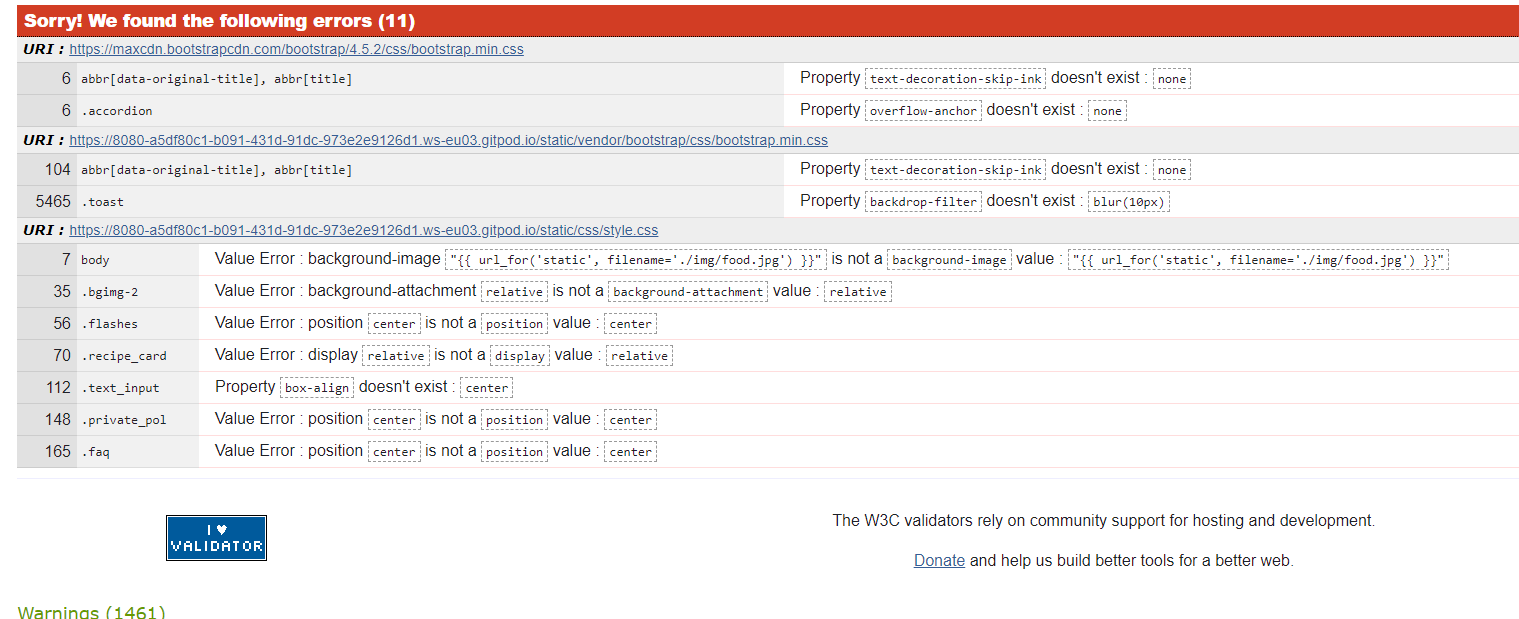 Sorry! We found the following errors (11)
URI : https://maxcdn.bootstrapcdn.com/bootstrap/4.5.2/css/bootstrap.min.css
6 abbr[data-original-title], abbr[title] Property text-decoration-skip-ink doesn't exist : none
6 .accordion Property overflow-anchor doesn't exist : none
URI : https://8080-a5df80c1-b091-431d-91dc-973e2e9126d1.ws-eu03.gitpod.io/static/vendor/bootstrap/css/bootstrap.min.css
104 abbr[data-original-title], abbr[title] Property text-decoration-skip-ink doesn't exist : none
5465 .toast Property backdrop-filter doesn't exist : blur(10px)
URI : https://8080-a5df80c1-b091-431d-91dc-973e2e9126d1.ws-eu03.gitpod.io/static/css/style.css
7 body Value Error : background-image "{{ url_for('static', filename='./img/food.jpg') }}" is not a background-image value : "{{ url_for('static', filename='./img/food.jpg') }}"
35 .bgimg-2 Value Error : background-attachment relative is not a background-attachment value : relative
56 .flashes Value Error : position center is not a position value : center
70 .recipe_card Value Error : display relative is not a display value : relative
112 .text_input Property box-align doesn't exist : center
148 .private_pol Value Error : position center is not a position value : center
165 .faq Value Error : position center is not a position value : center
I ♥
VALIDATOR
The W3C validators rely on community support for hosting and development.
Donate and help us build better tools for a better web.
Warnings (1461)